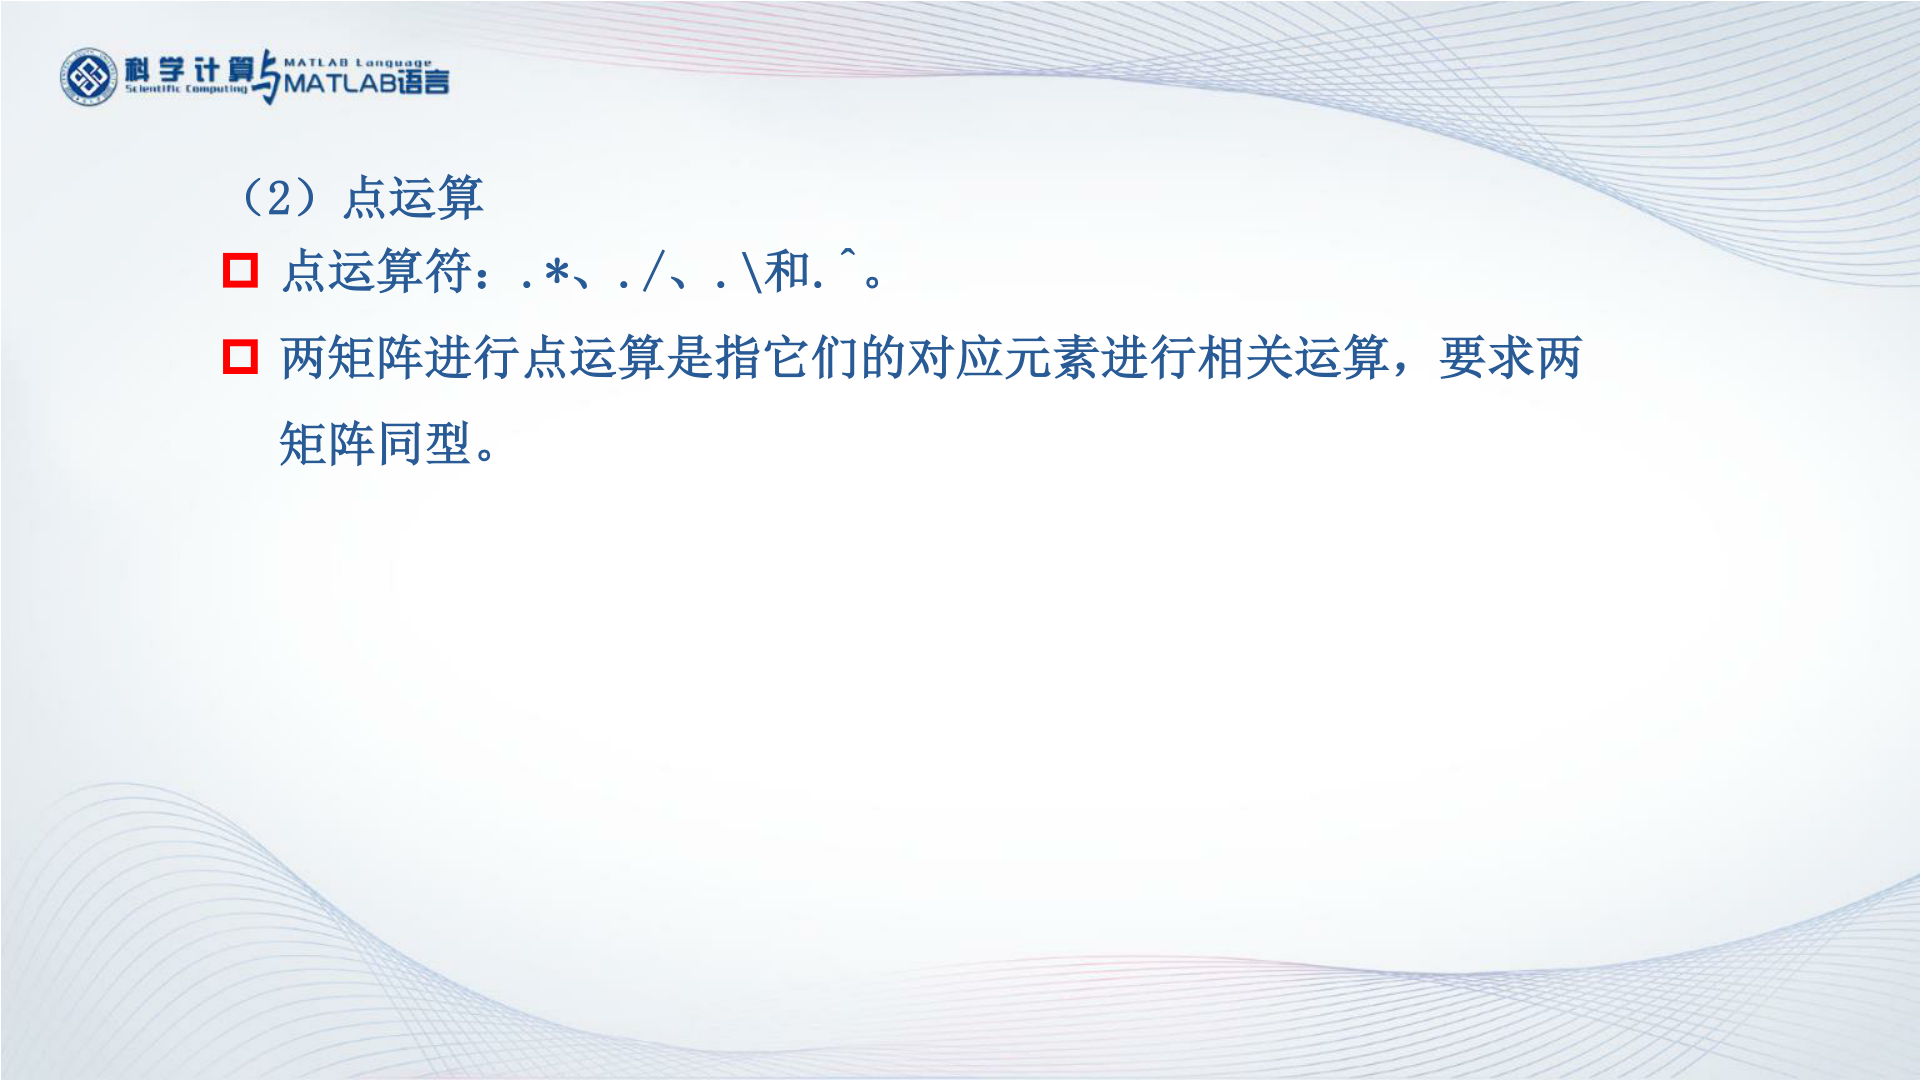 科学计算与MATLAB语言
Scientific Computing MATLAB Language
（2）点运算
点运算符：.*、./、.\和.^。
两矩阵进行点运算是指它们的对应元素进行相关运算，要求两
矩阵同型。